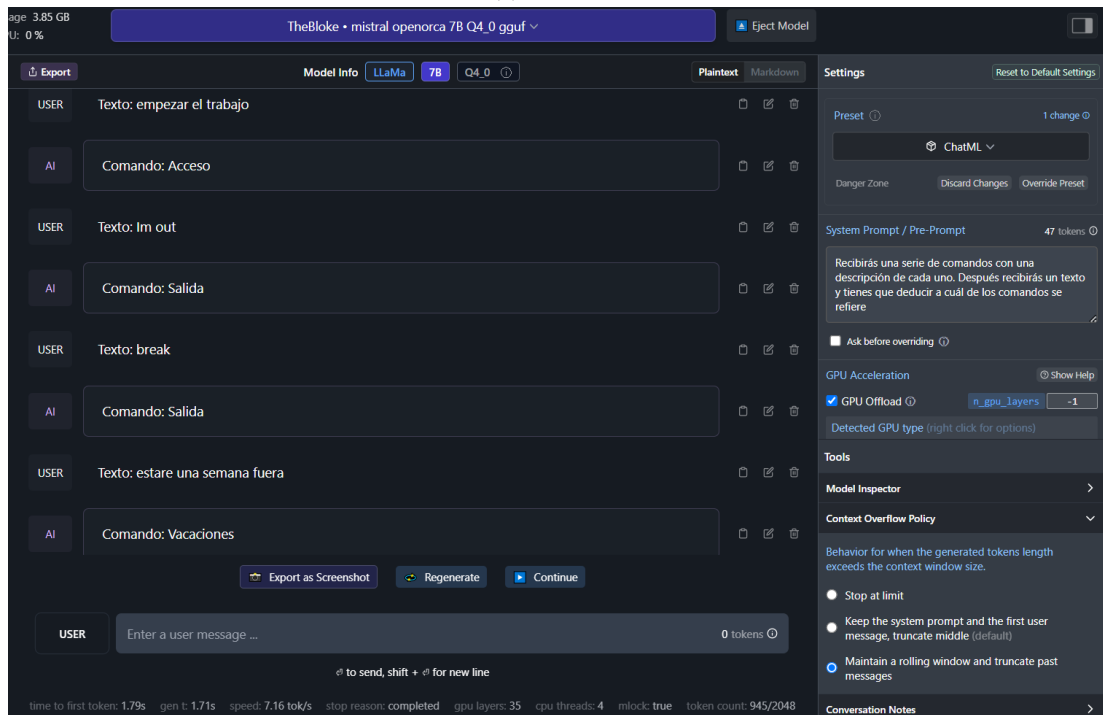 age 3.85 GB
U: 0 %
TheBloke • mistral openorca 7B Q4_0 gguf
Eject Model
Export
Model Info LLaMa 7B Q4_0
Plaintext Markdown
USER Texto: empezar el trabajo
AI Comando: Acceso
USER Texto: Im out
AI Comando: Salida
USER Texto: break
AI Comando: Salida
USER Texto: estare una semana fuera
AI Comando: Vacaciones
Export as Screenshot Regenerate Continue
USER Enter a user message ... 0 tokens
⏎ to send, shift + ⏎ for new line
time to first token: 1.79s gen t: 1.71s speed: 7.16 tok/s stop reason: completed gpu layers: 35 cpu threads: 4 mlock: true token count: 945/2048
Settings Reset to Default Settings
Preset 1 change
ChatML
Danger Zone Discard Changes Override Preset
System Prompt / Pre-Prompt 47 tokens
Recibirás una serie de comandos con una
descripción de cada uno. Después recibirás un texto
y tienes que deducir a cuál de los comandos se
refiere
Ask before overriding
GPU Acceleration Show Help
GPU Offload n_gpu_layers -1
Detected GPU type (right click for options)
Tools
Model Inspector
Context Overflow Policy
Behavior for when the generated tokens length
exceeds the context window size.
Stop at limit
Keep the system prompt and the first user
message, truncate middle (default)
Maintain a rolling window and truncate past
messages
Conversation Notes